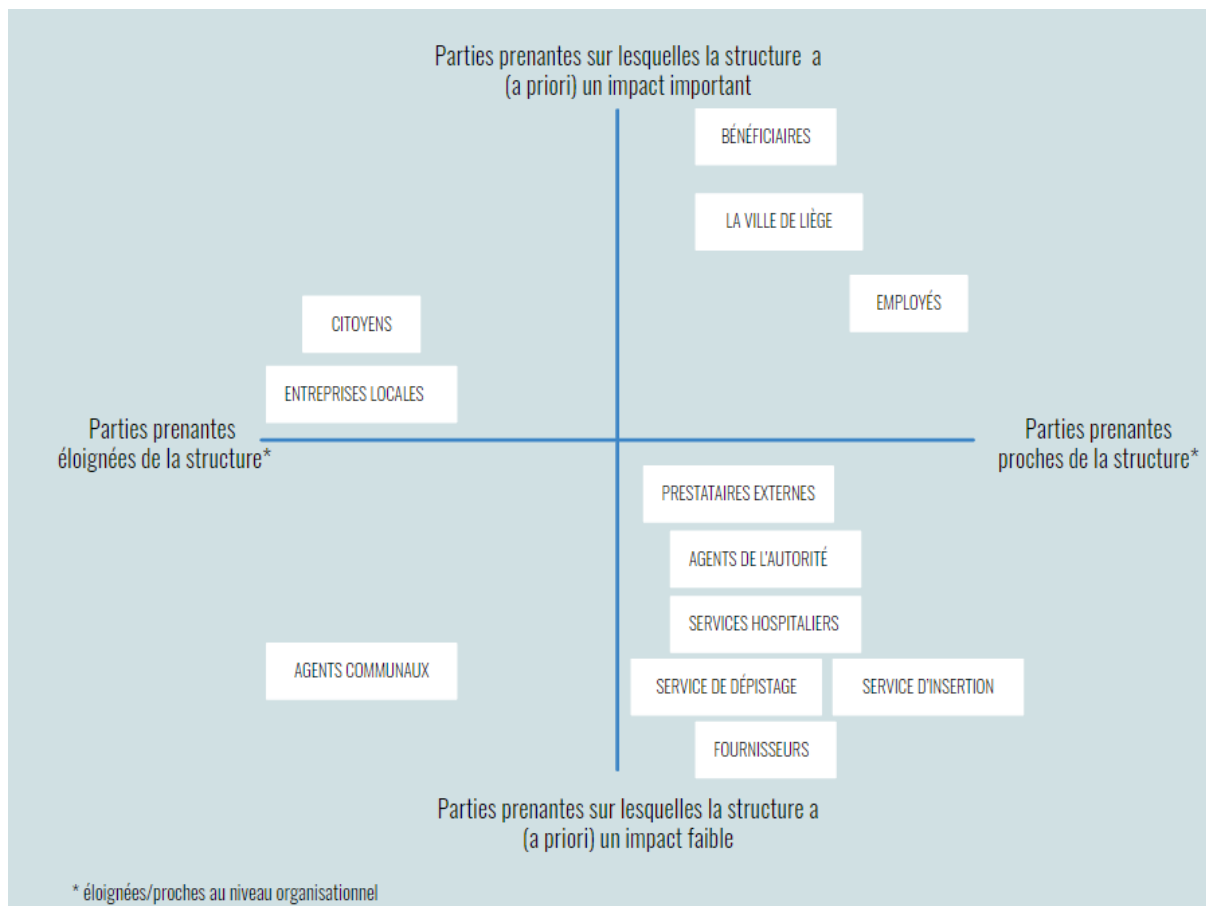 Parties prenantes sur lesquelles la structure a
(a priori) un impact important
BÉNÉFICIAIRES
LA VILLE DE LIÈGE
EMPLOYÉS
CITOYENS
ENTREPRISES LOCALES
Parties prenantes
éloignées de la structure*
Parties prenantes
proches de la structure*
PRESTATAIRES EXTERNES
AGENTS DE L'AUTORITÉ
SERVICES HOSPITALIERS
AGENTS COMMUNAUX
SERVICE DE DÉPISTAGE
SERVICE D'INSERTION
FOURNISSEURS
Parties prenantes sur lesquelles la structure a
(a priori) un impact faible
* éloignées/proches au niveau organisationnel